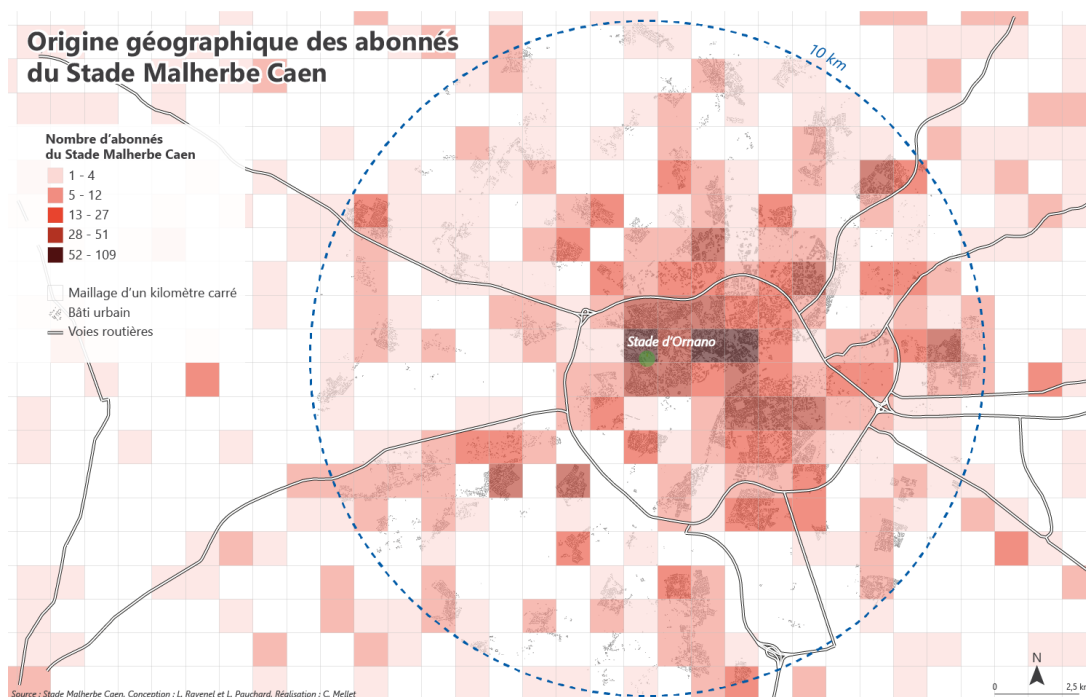 Origine géographique des abonnés
du Stade Malherbe Caen
10 km
Nombre d'abonnés
du Stade Malherbe Caen
1 - 4
5 - 12
13 - 27
28 - 51
52 - 109
Maillage d'un kilomètre carré
Bâti urbain
Voies routières
Stade d'Ornano
N
0 2,5 km
Source : Stade Malherbe Caen. Conception : L. Ravenel et L. Pauchard. Réalisation : C. Mellet